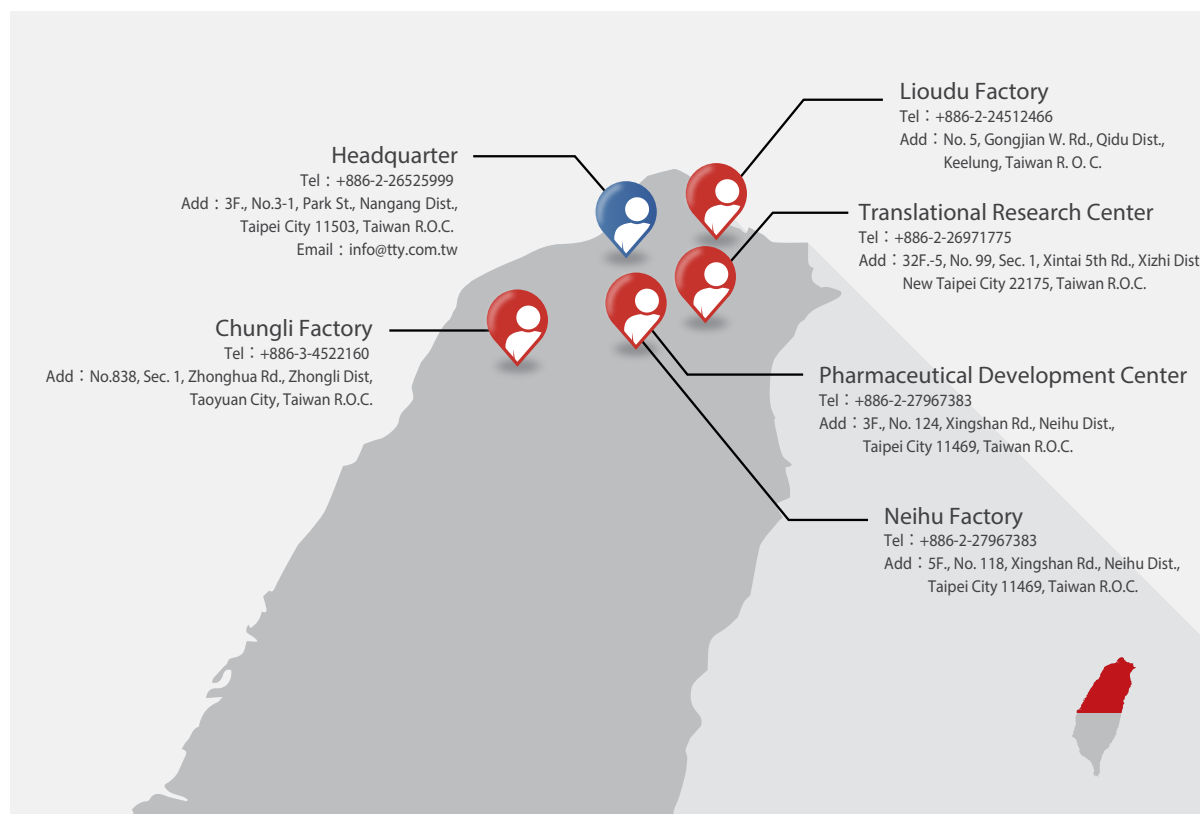 Headquarter
Tel：+886-2-26525999
Add：3F., No.3-1, Park St., Nangang Dist.,
Taipei City 11503, Taiwan R.O.C.
Email：info@tty.com.tw
Chungli Factory
Tel：+886-3-4522160
Add：No.838, Sec. 1, Zhonghua Rd., Zhongli Dist,
Taoyuan City, Taiwan R.O.C.
Lioudu Factory
Tel：+886-2-24512466
Add：No. 5, Gongjian W. Rd., Qidu Dist.,
Keelung, Taiwan R. O. C.
Translational Research Center
Tel：+886-2-26971775
Add：32F.-5, No. 99, Sec. 1, Xintai 5th Rd., Xizhi Dist
New Taipei City 22175, Taiwan R.O.C.
Pharmaceutical Development Center
Tel：+886-2-27967383
Add：3F., No. 124, Xingshan Rd., Neihu Dist.,
Taipei City 11469, Taiwan R.O.C.
Neihu Factory
Tel：+886-2-27967383
Add：5F., No. 118, Xingshan Rd., Neihu Dist.,
Taipei City 11469, Taiwan R.O.C.